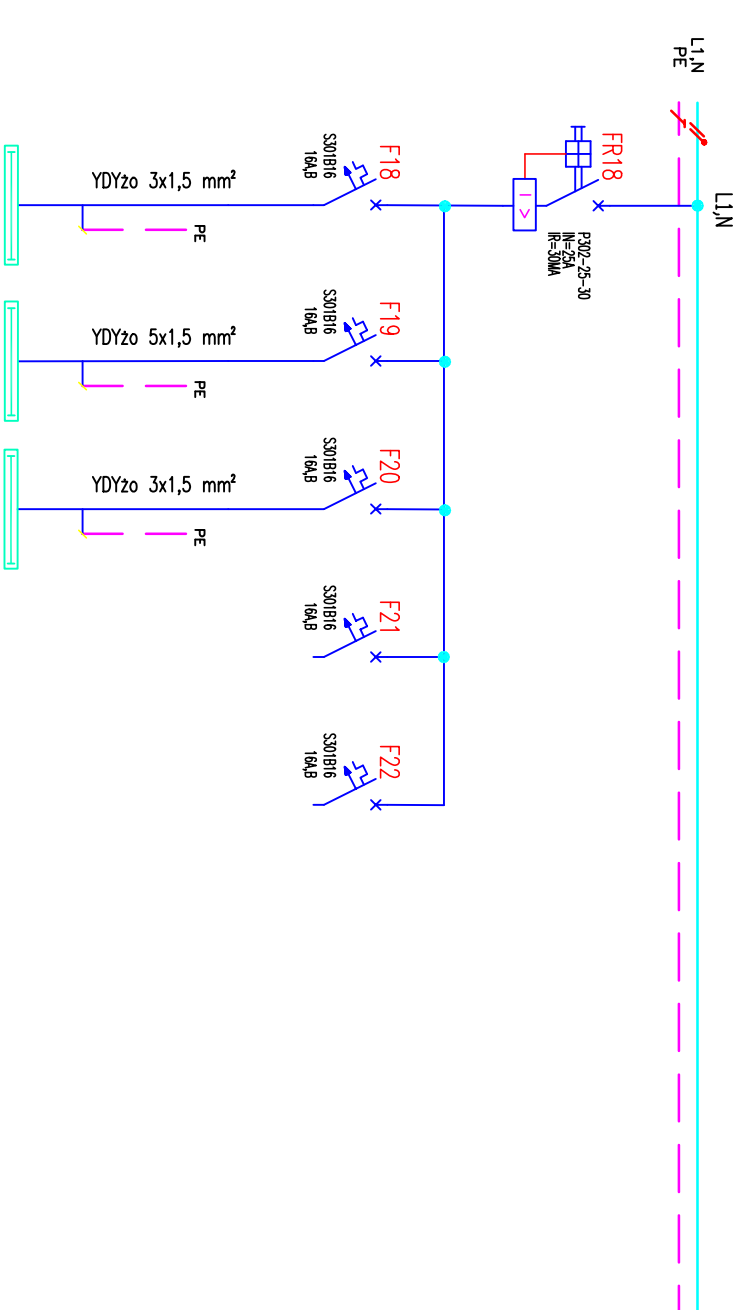 L1,N
PE
L1,N
FR18
P302-25-30
IN=25A
IR=30MA
I >
F18
S301B16
16A,B
YDYżo 3x1,5 mm²
PE
F19
S301B16
16A,B
YDYżo 5x1,5 mm²
PE
F20
S301B16
16A,B
YDYżo 3x1,5 mm²
PE
F21
S301B16
16A,B
F22
S301B16
16A,B